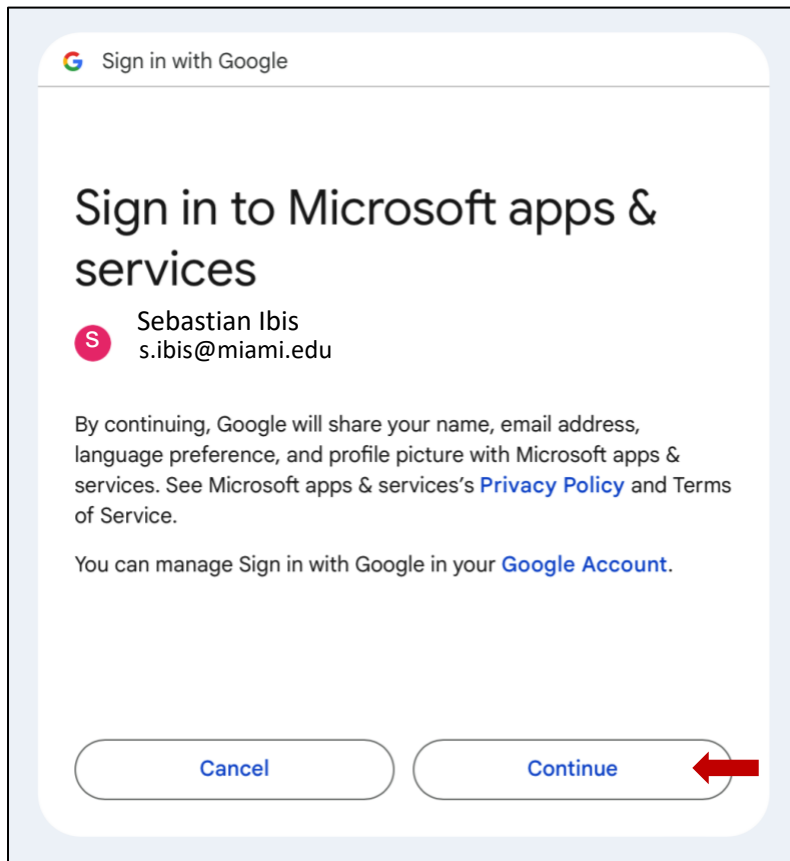 Sign in with Google
Sign in to Microsoft apps &
services
S
Sebastian Ibis
s.ibis@miami.edu
By continuing, Google will share your name, email address,
language preference, and profile picture with Microsoft apps &
services. See Microsoft apps & services's Privacy Policy and Terms
of Service.
You can manage Sign in with Google in your Google Account.
Cancel
Continue